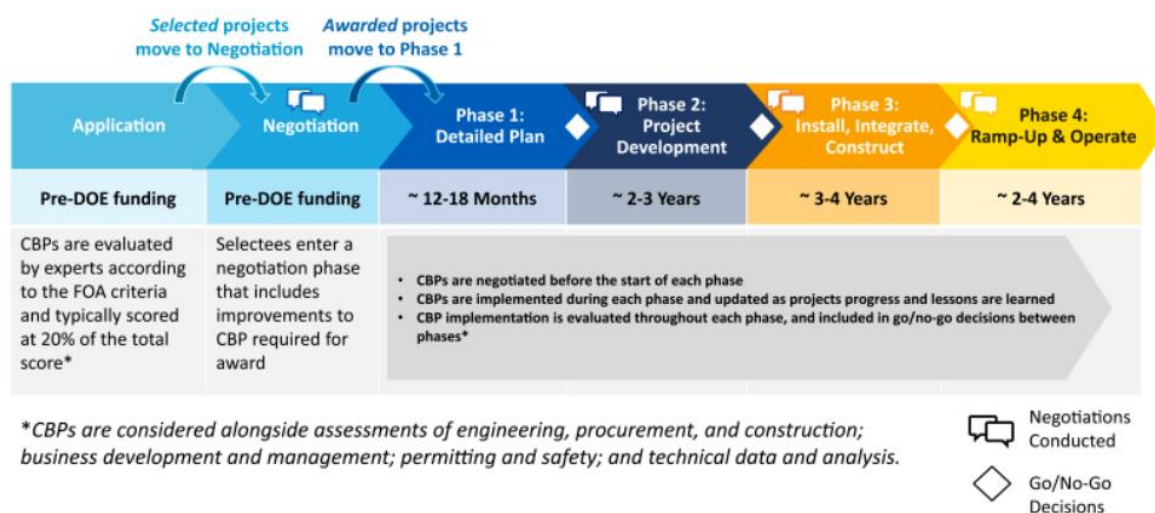 Selected projects
move to Negotiation
Awarded projects
move to Phase 1
Application
Negotiation
Phase 1:
Detailed Plan
Phase 2:
Project
Development
Phase 3:
Install, Integrate,
Construct
Phase 4:
Ramp-Up & Operate
Pre-DOE funding
Pre-DOE funding
~ 12-18 Months
~ 2-3 Years
~ 3-4 Years
~ 2-4 Years
CBPs are evaluated
by experts according
to the FOA criteria
and typically scored
at 20% of the total
score*
Selectees enter a
negotiation phase
that includes
improvements to
CBP required for
award
• CBPs are negotiated before the start of each phase
• CBPs are implemented during each phase and updated as projects progress and lessons are learned
• CBP implementation is evaluated throughout each phase, and included in go/no-go decisions between
phases*
*CBPs are considered alongside assessments of engineering, procurement, and construction;
business development and management; permitting and safety; and technical data and analysis.
Negotiations
Conducted
Go/No-Go
Decisions